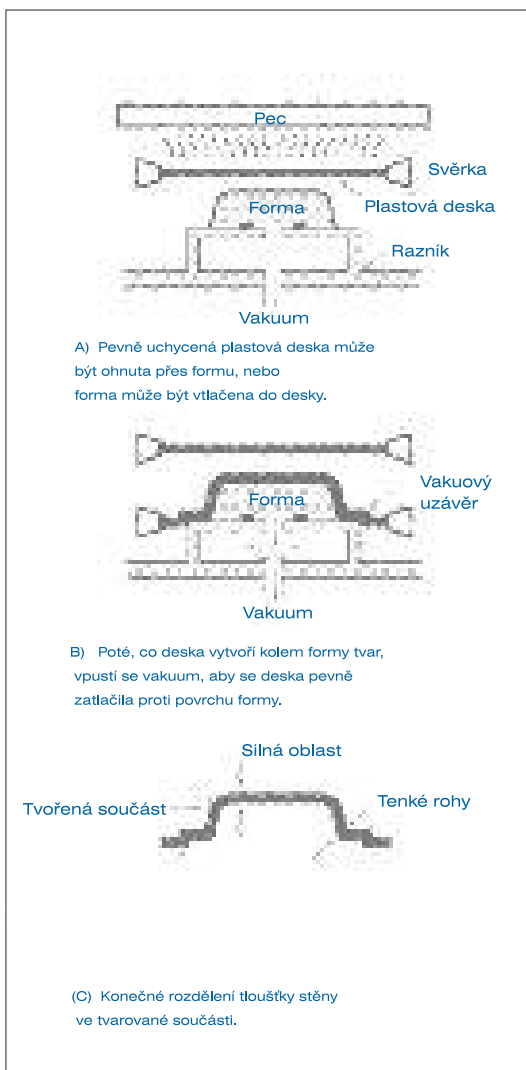 Pec
Svěrka
Plastová deska
Forma
Razník
Vakuum
A) Pevně uchycená plastová deska může
být ohnuta přes formu, nebo
forma může být vtlačena do desky.
Forma
Vakuový
uzávěr
Vakuum
B) Poté, co deska vytvoří kolem formy tvar,
vpustí se vakuum, aby se deska pevně
zatlačila proti povrchu formy.
Silná oblast
Tvořená součást
Tenké rohy
(C) Konečné rozdělení tloušťky stěny
ve tvarované součásti.